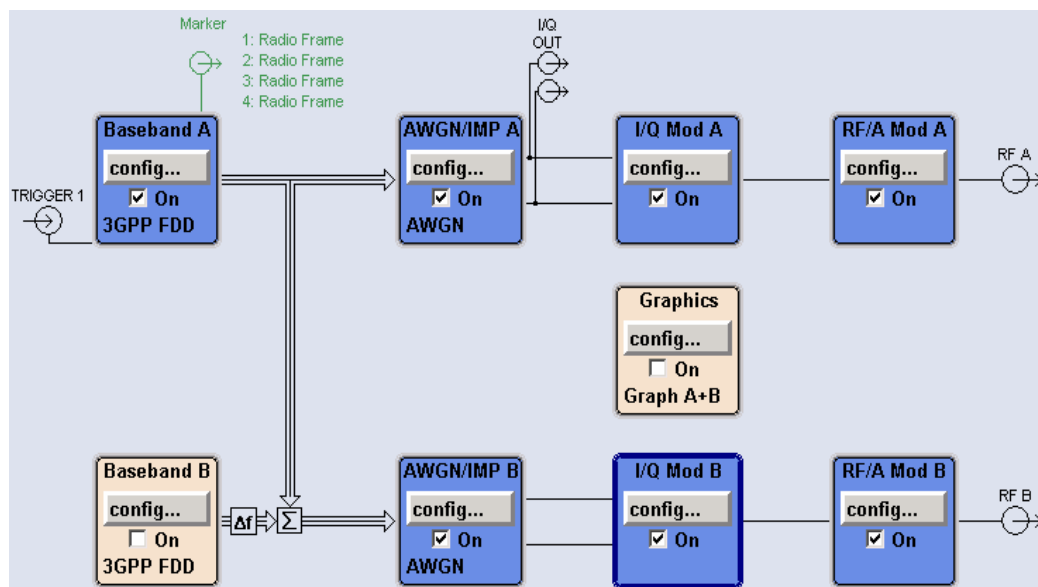 Marker
1: Radio Frame
2: Radio Frame
3: Radio Frame
4: Radio Frame
I/Q
OUT
Baseband A
config...
On
3GPP FDD
TRIGGER 1
AWGN/IMP A
config...
On
AWGN
I/Q Mod A
config...
On
RF/A Mod A
config...
On
RF A
Graphics
config...
On
Graph A+B
Baseband B
config...
On
3GPP FDD
Δf
Σ
AWGN/IMP B
config...
On
AWGN
I/Q Mod B
config...
On
RF/A Mod B
config...
On
RF B